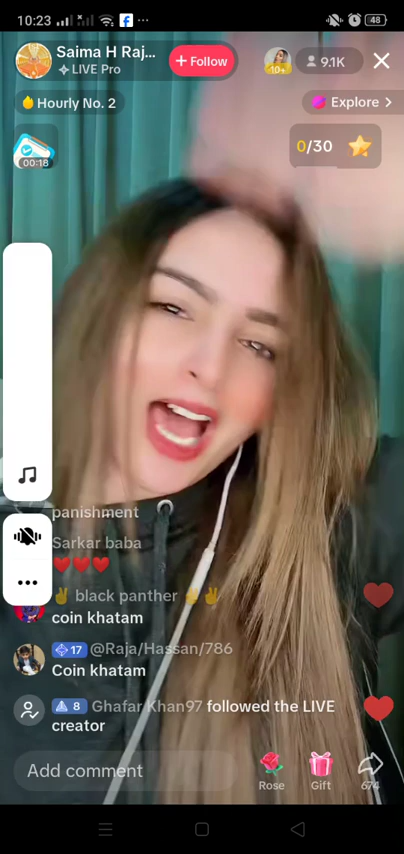 10:23
48
Saima H Raj...
LIVE Pro
+ Follow
10+
9.1K
Hourly No. 2
Explore >
00:18
0/30
panishment
Sarkar baba
❤️❤️❤️
✌️ black panther ✌️✌️
coin khatam
17 @Raja/Hassan/786
Coin khatam
8 Ghafar Khan97 followed the LIVE
creator
Add comment
Rose
Gift
674